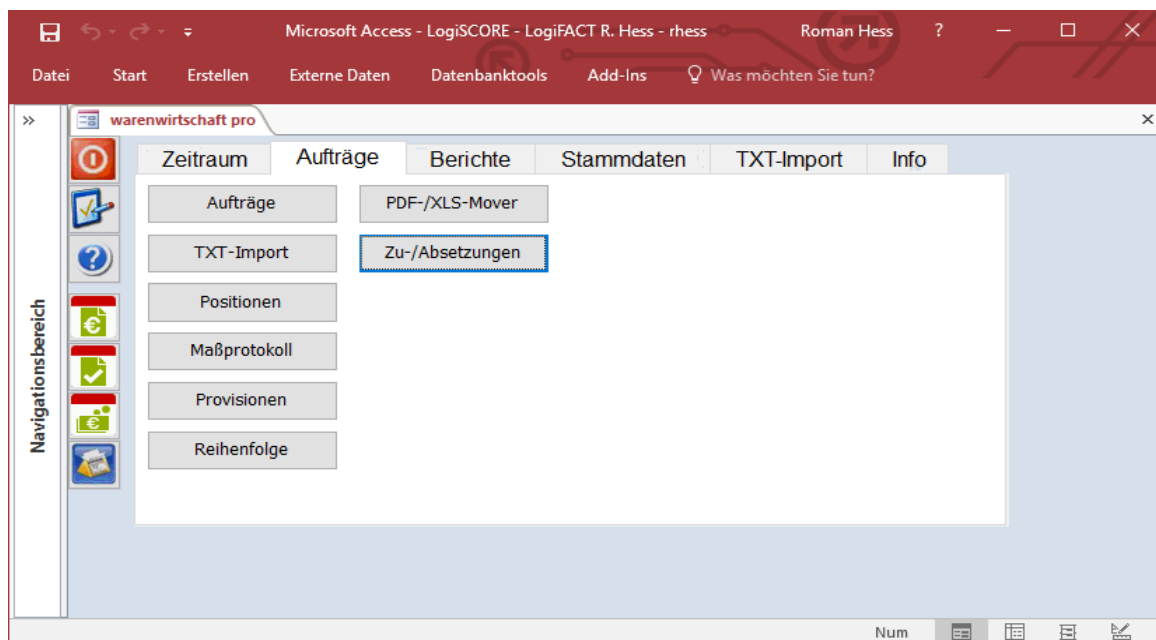 Microsoft Access - LogiSCORE - LogiFACT R. Hess - rhess Roman Hess ?
Datei Start Erstellen Externe Daten Datenbanktools Add-Ins Was möchten Sie tun?
» warenwirtschaft pro ×
Zeitraum Aufträge Berichte Stammdaten TXT-Import Info
Aufträge PDF-/XLS-Mover
TXT-Import Zu-/Absetzungen
Positionen
Maßprotokoll
Provisionen
Reihenfolge
Navigationsbereich
Num